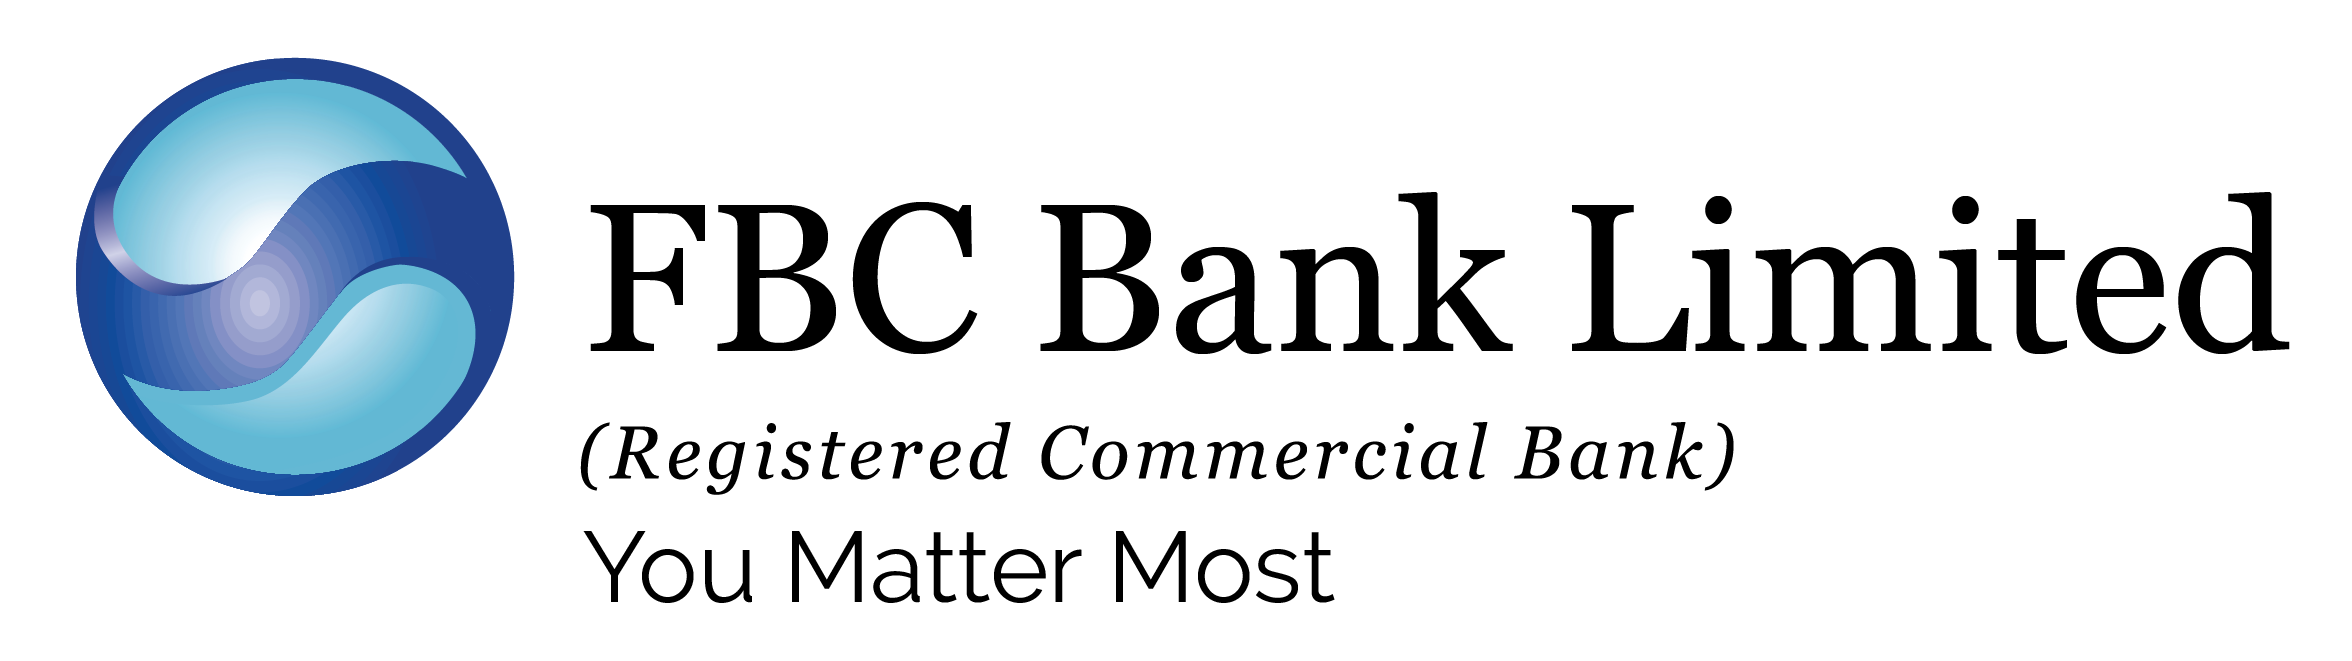 FBC Bank Limited
(Registered Commercial Bank)
You Matter Most